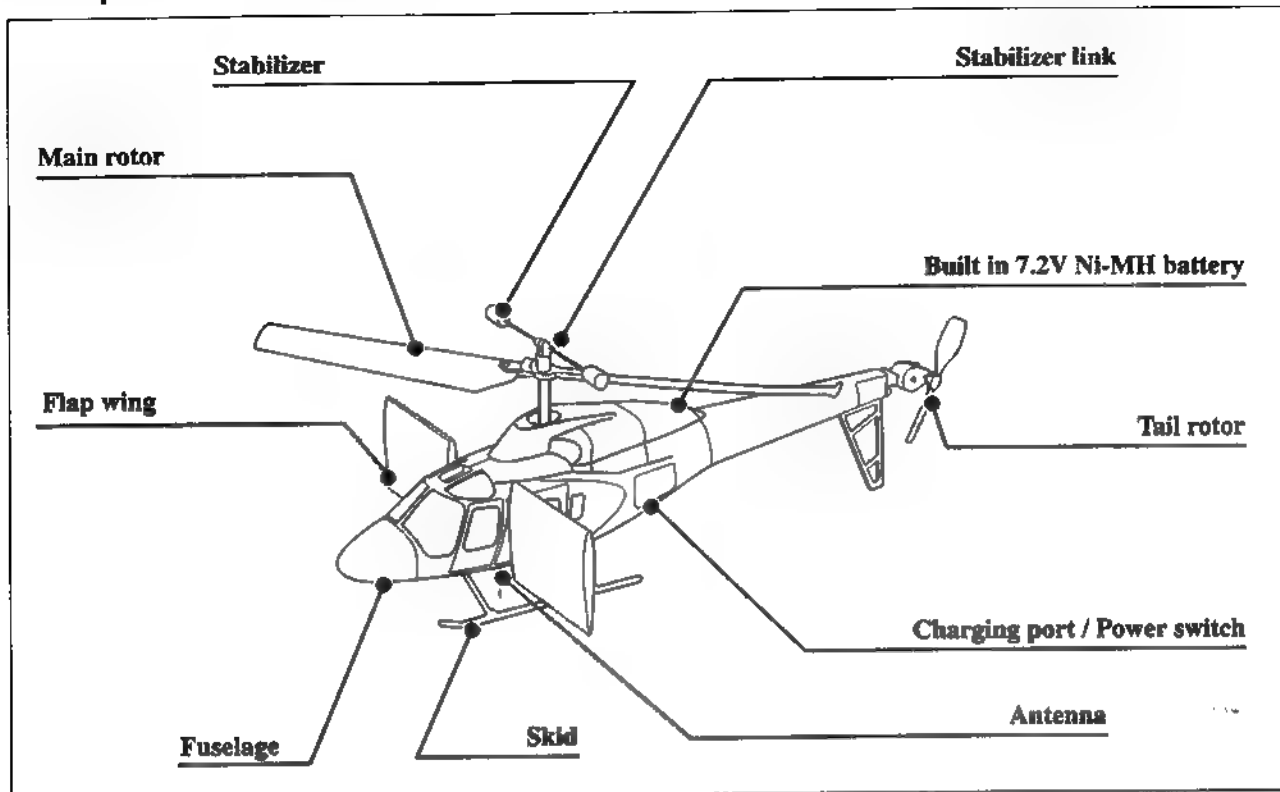 Stabilizer
Stabilizer link
Main rotor
Built in 7.2V Ni-MH battery
Flap wing
Tail rotor
Charging port / Power switch
Antenna
Skid
Fuselage